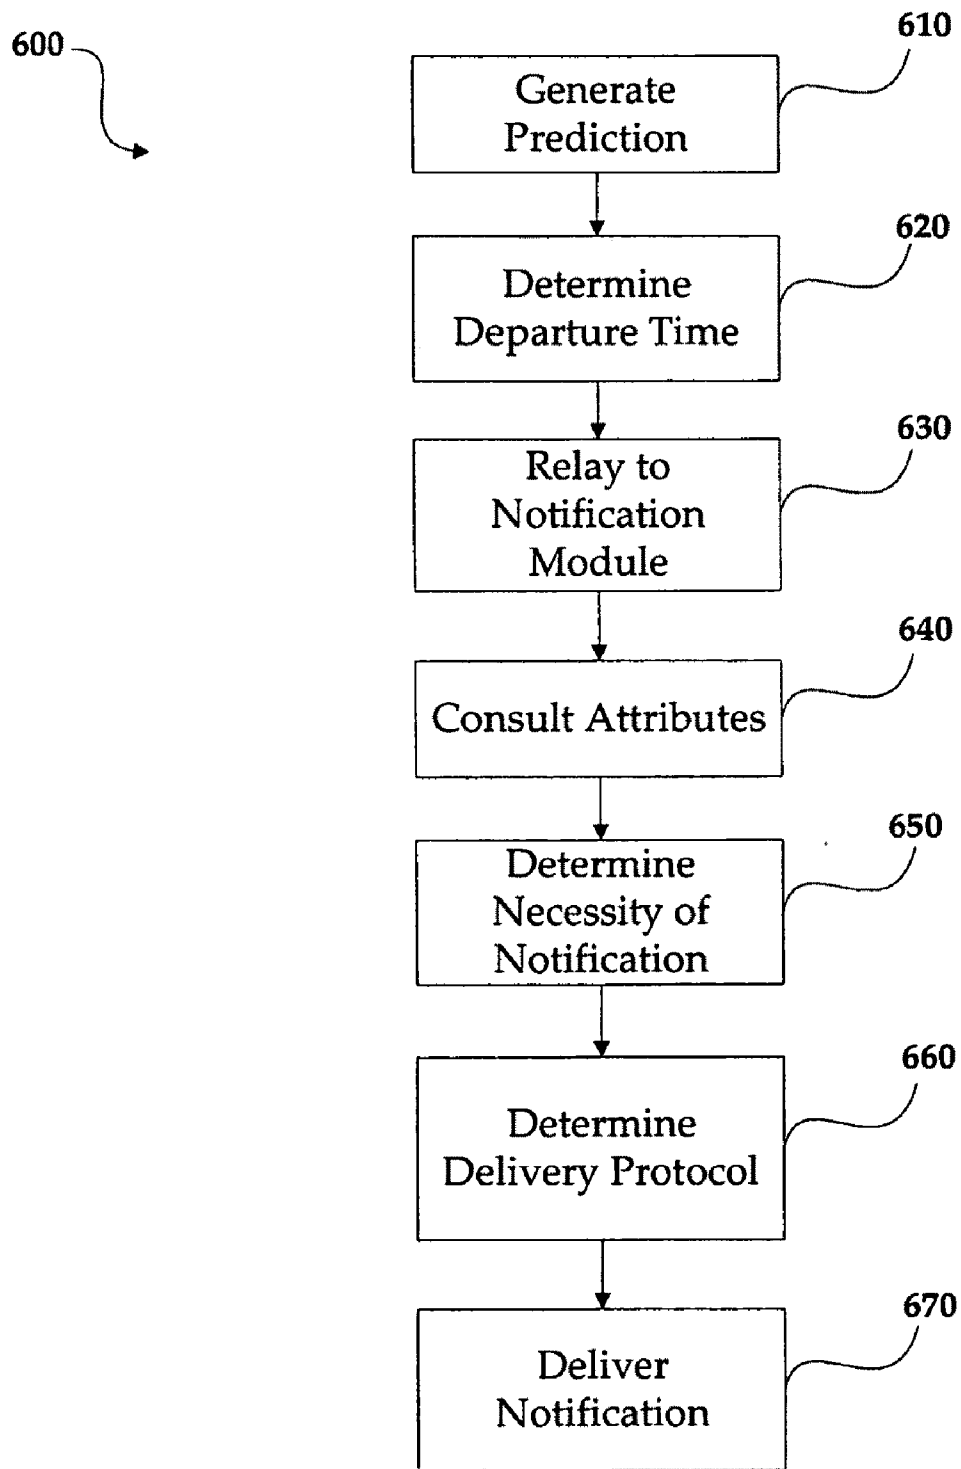 600
610
Generate
Prediction
620
Determine
Departure Time
630
Relay to
Notification
Module
640
Consult Attributes
650
Determine
Necessity of
Notification
660
Determine
Delivery Protocol
670
Deliver
Notification